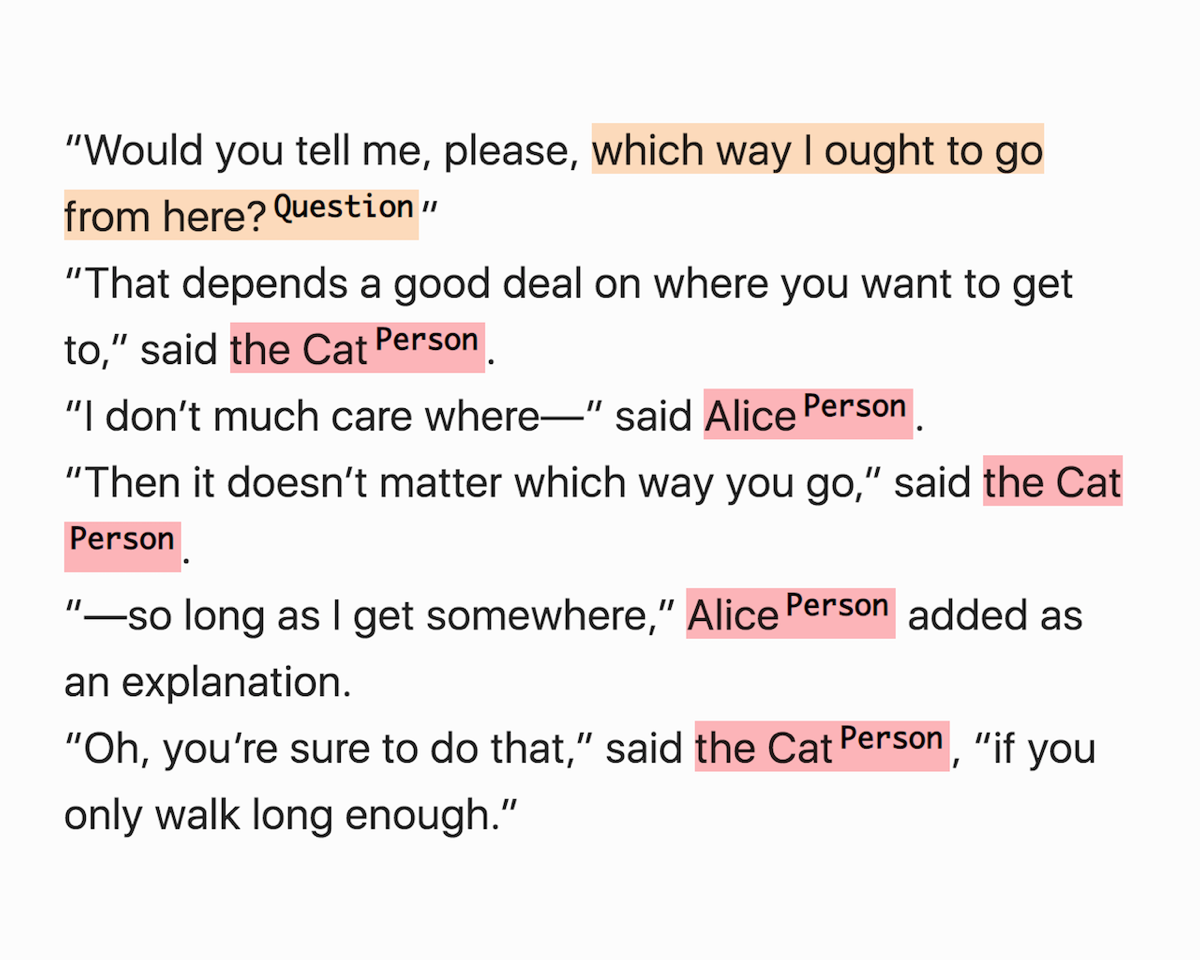 “Would you tell me, please, which way I ought to go
from here? Question”
“That depends a good deal on where you want to get
to,” said the Cat Person.
“I don’t much care where—” said Alice Person.
“Then it doesn’t matter which way you go,” said the Cat
Person.
“—so long as I get somewhere,” Alice Person added as
an explanation.
“Oh, you’re sure to do that,” said the Cat Person, “if you
only walk long enough.”